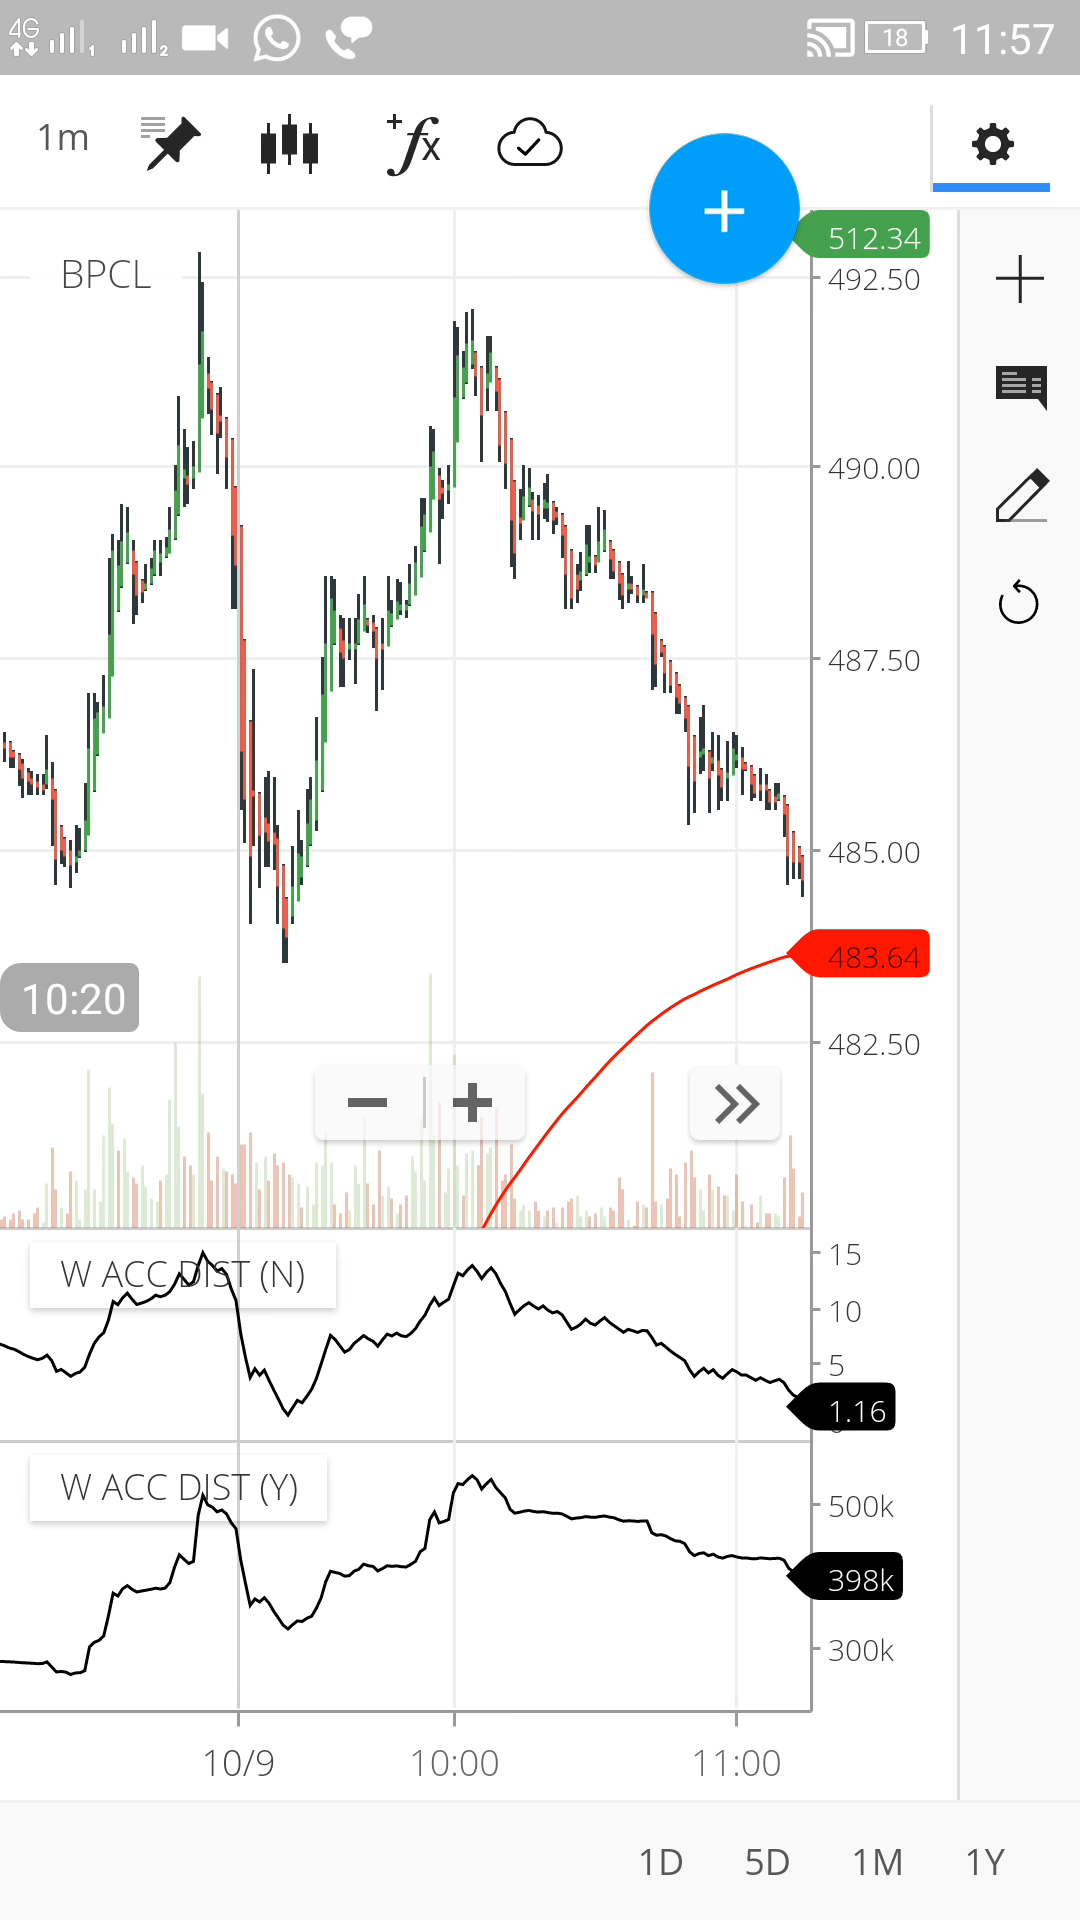 4G 1 2 18 11:57
1m + fx
512.34
BPCL
492.50
490.00
487.50
485.00
483.64
10:20
482.50
W ACC DIST (N)
15
10
5
1.16
W ACC DIST (Y)
500k
398k
300k
10/9 10:00 11:00
1D 5D 1M 1Y